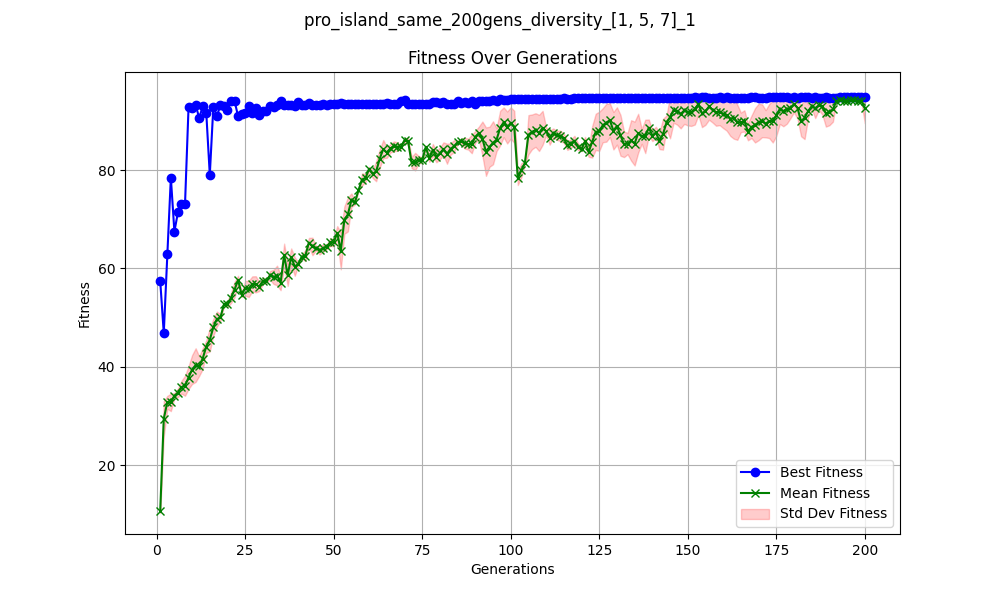 pro_island_same_200gens_diversity_[1, 5, 7]_1
Fitness Over Generations
Fitness
80
60
40
20
0
25
50
75
100
125
150
175
200
Generations
Best Fitness
Mean Fitness
Std Dev Fitness